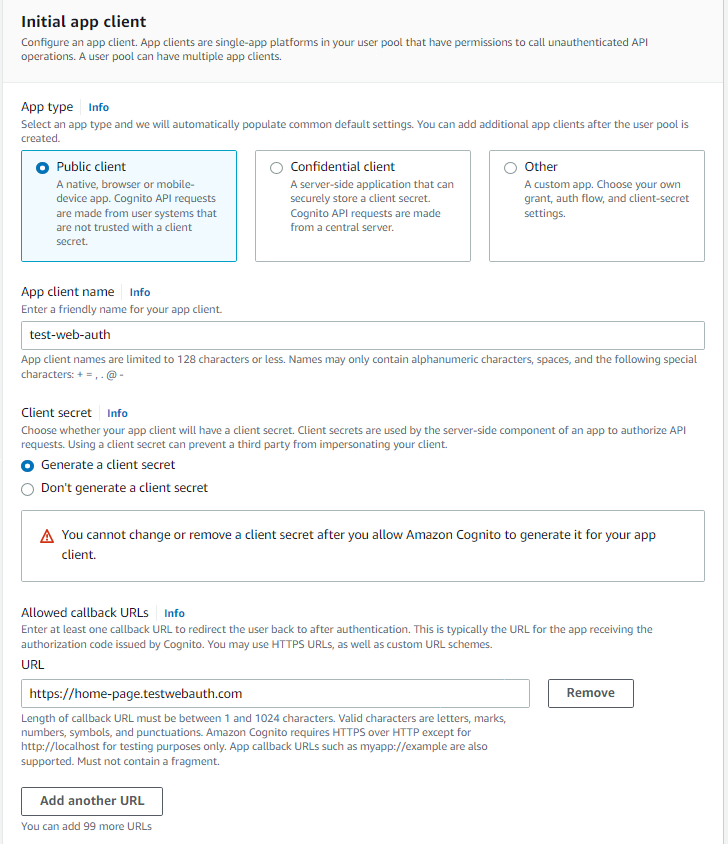 Initial app client
Configure an app client. App clients are single-app platforms in your user pool that have permissions to call unauthenticated API
operations. A user pool can have multiple app clients.
App type Info
Select an app type and we will automatically populate common default settings. You can add additional app clients after the user pool is
created.
Public client
A native, browser or mobile-
device app. Cognito API requests
are made from user systems that
are not trusted with a client
secret.
Confidential client
A server-side application that can
securely store a client secret.
Cognito API requests are made
from a central server.
Other
A custom app. Choose your own
grant, auth flow, and client-secret
settings.
App client name Info
Enter a friendly name for your app client.
test-web-auth
App client names are limited to 128 characters or less. Names may only contain alphanumeric characters, spaces, and the following special
characters: + = , . @ -
Client secret Info
Choose whether your app client will have a client secret. Client secrets are used by the server-side component of an app to authorize API
requests. Using a client secret can prevent a third party from impersonating your client.
Generate a client secret
Don't generate a client secret
You cannot change or remove a client secret after you allow Amazon Cognito to generate it for your app
client.
Allowed callback URLs Info
Enter at least one callback URL to redirect the user back to after authentication. This is typically the URL for the app receiving the
authorization code issued by Cognito. You may use HTTPS URLs, as well as custom URL schemes.
URL
https://home-page.testwebauth.com
Remove
Length of callback URL must be between 1 and 1024 characters. Valid characters are letters, marks,
numbers, symbols, and punctuations. Amazon Cognito requires HTTPS over HTTP except for
http://localhost for testing purposes only. App callback URLs such as myapp://example are also
supported. Must not contain a fragment.
Add another URL
You can add 99 more URLs